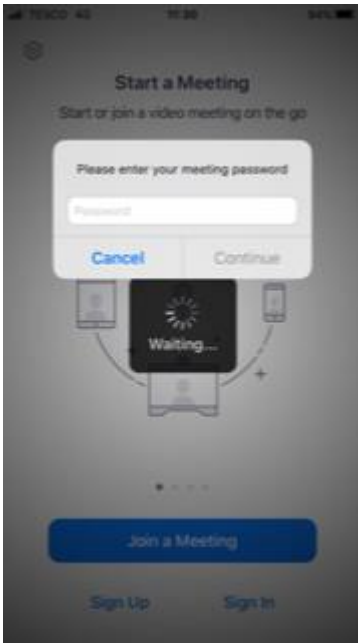 TESCO 4G 11:30 94%
Start a Meeting
Start or join a video meeting on the go
Please enter your meeting password
Password
Cancel Continue
Waiting...
Join a Meeting
Sign Up Sign In